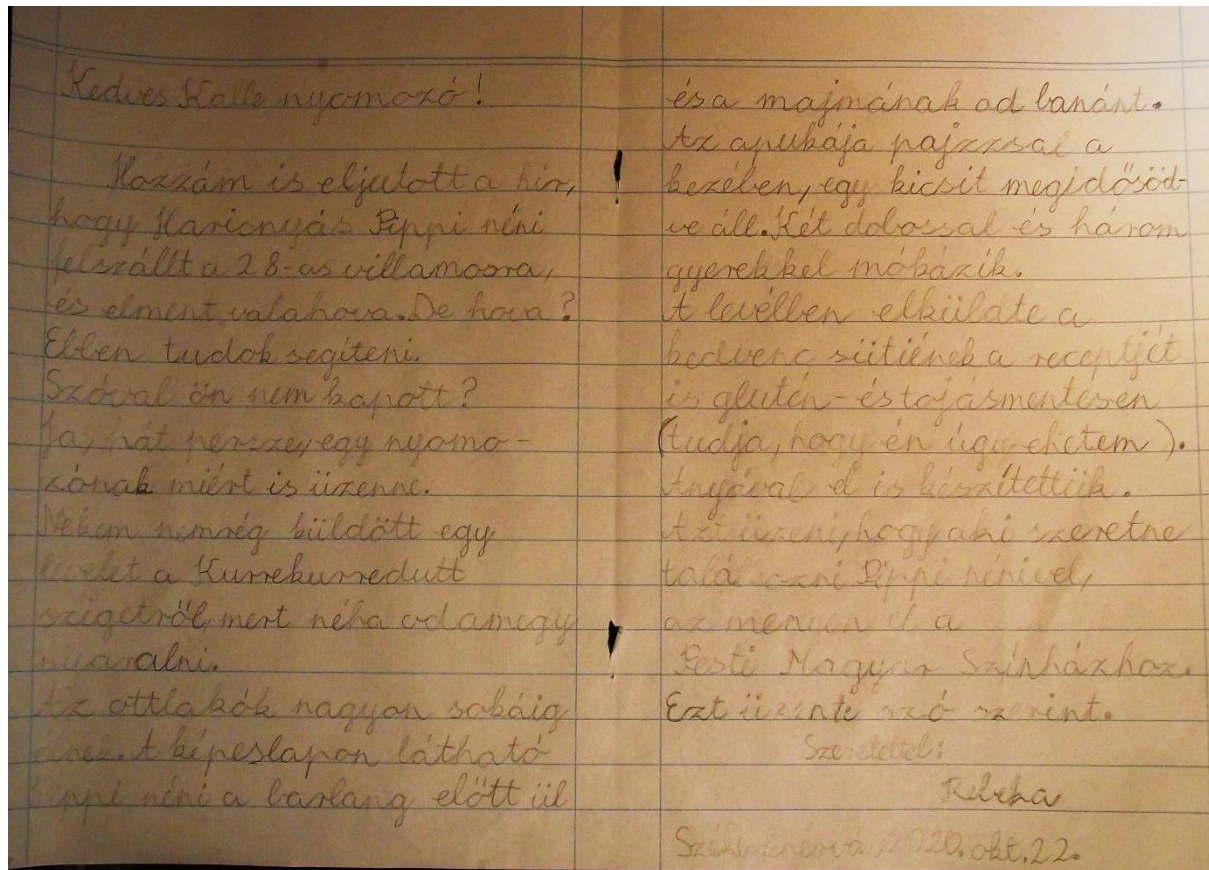 Kedves Kalle nyomozó!
Hozzám is eljutott a hír,
hogy Harisnyás Pippi néni
felszállt a 28-as villamosra,
és elment valahova. De hova?
Ebben tudok segíteni.
Szóval ön nem kapott?
Ja, hát persze, egy nyomo-
zónak miért is üzenne.
Nekem nemrég küldött egy
levelet a Kurrekurredutt
szigetről, mert néha odamegy
nyaralni.
Az ottlakók nagyon sokáig
élnek. A képeslapon látható
Pippi néni a barlang előtt ül
és a majmának ad banánt.
Az apukája pajzzsal a
kezében, egy kicsit megidősöd-
ve áll. Két dobossal és három
gyerekkel mókázik.
A levélben elküldte a
kedvenc sütiének a receptjét
is glutén- és tojásmentesen
(tudja, hogy én úgy ehetem).
Anyával el is készítettük.
Azt üzeni, hogy aki szeretne
találkozni Pippi nénivel,
az menyen el a
Pesti Magyar Színházhoz.
Ezt üzente szó szerint.
Szeretettel:
Rebeka
Székesfehérvár, 2020. okt. 22.